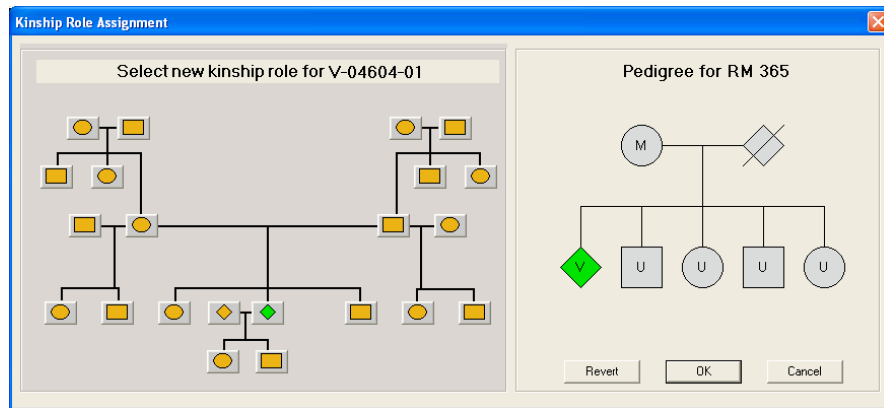 Kinship Role Assignment
Select new kinship role for V-04604-01
Pedigree for RM 365
M
V
U
U
U
U
Revert
OK
Cancel